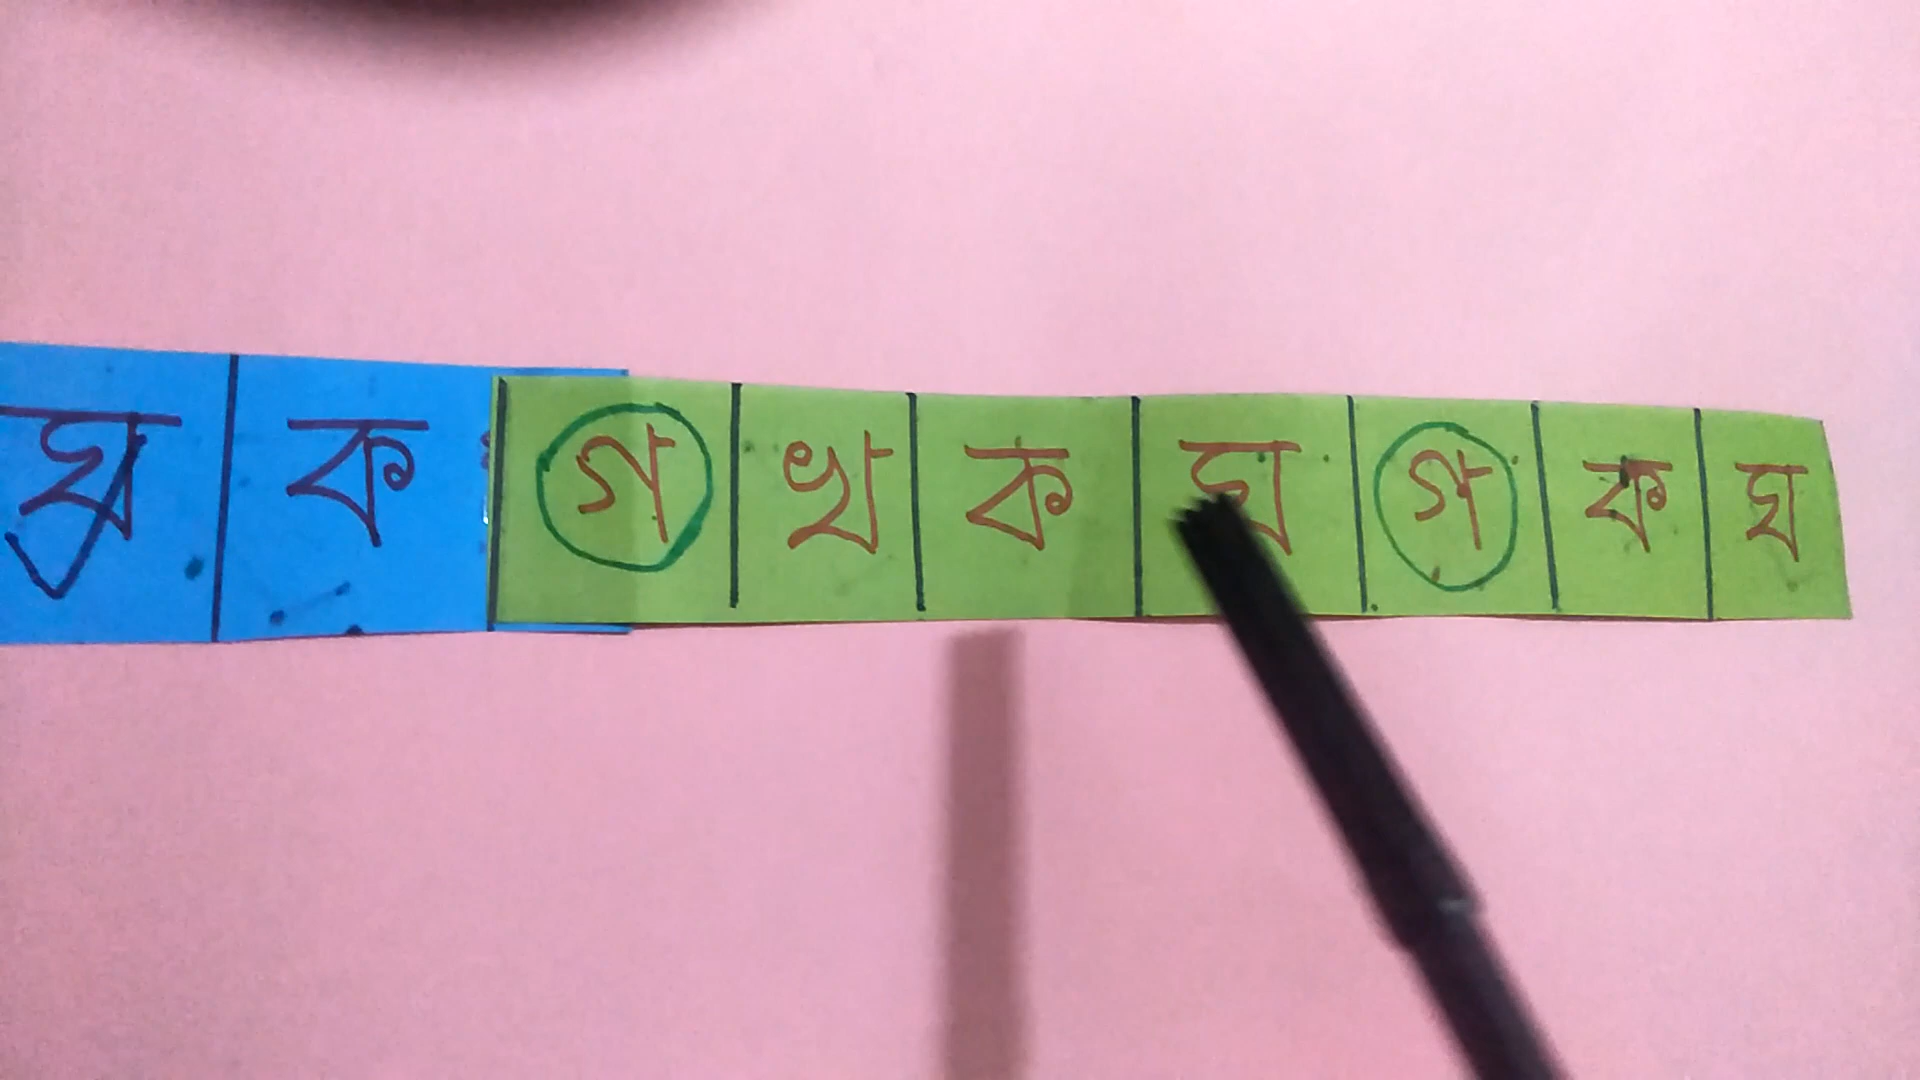 ঘ ক গ খ ক ঘ গ ক ঘ